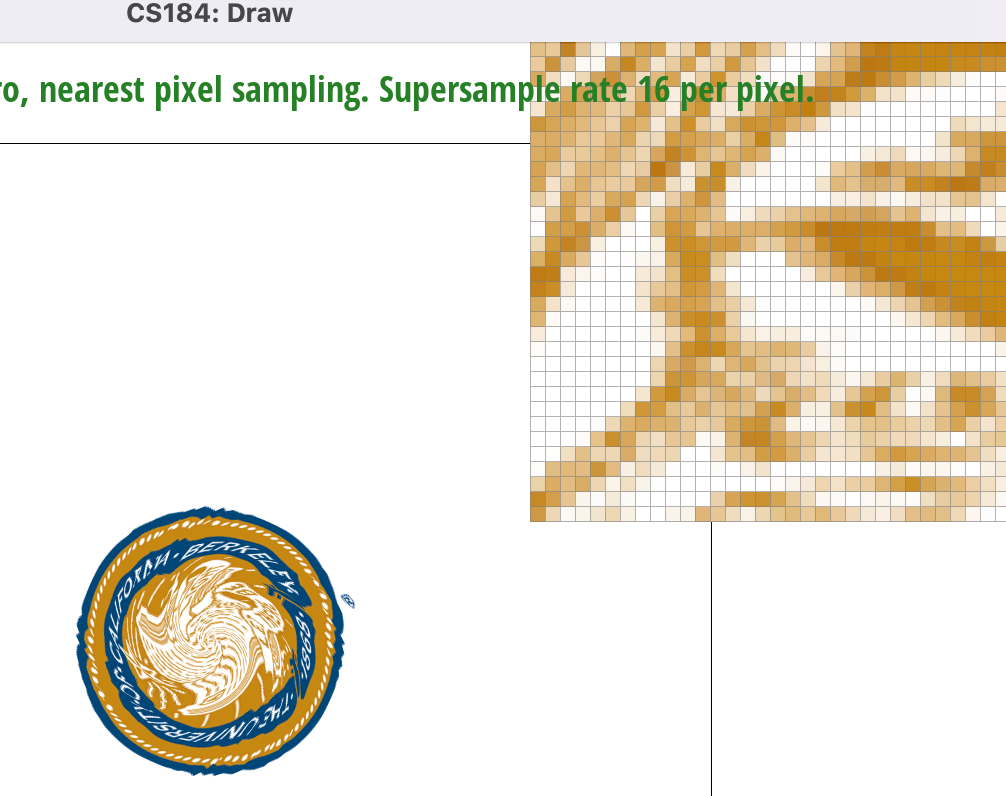 CS184: Draw
ro, nearest pixel sampling. Supersample rate 16 per pixel.
· THE UNIVERSITY · OF · CALIFORNIA · BERKELEY
· 1868 ·